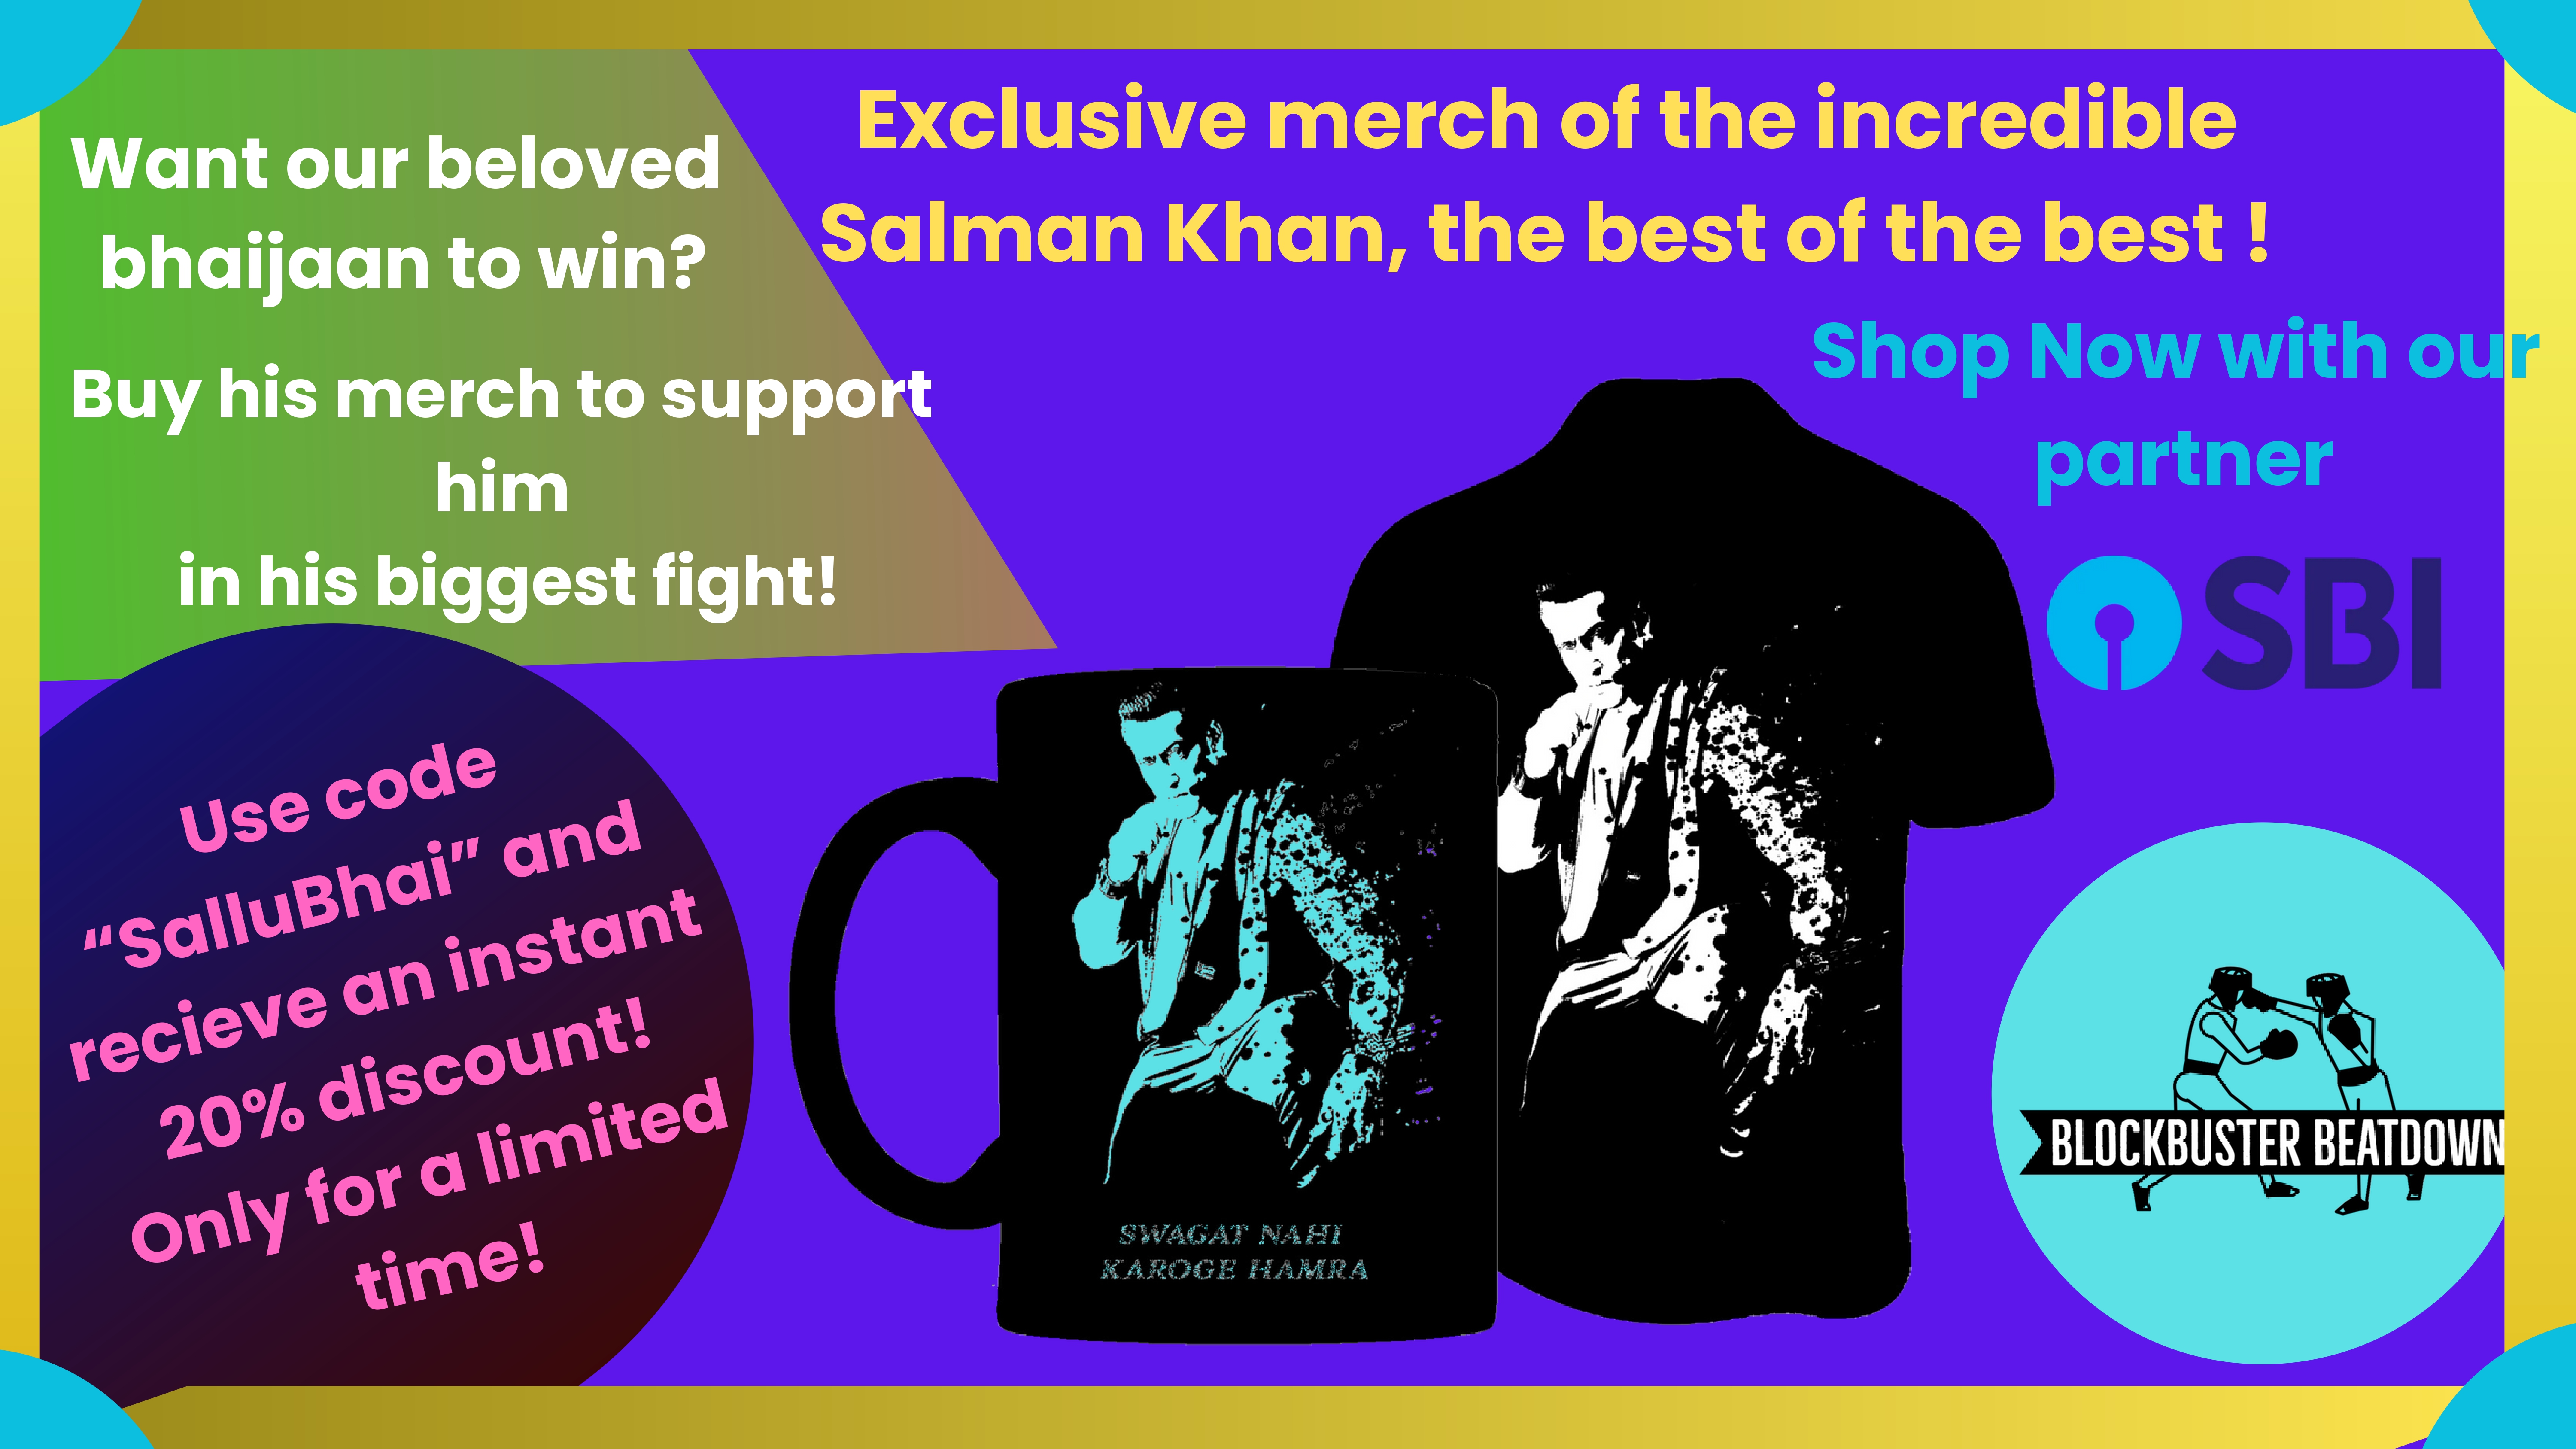 Want our beloved
bhaijaan to win?
Buy his merch to support
him
in his biggest fight!
Exclusive merch of the incredible
Salman Khan, the best of the best !
Shop Now with our
partner
SBI
Use code
“SalluBhai” and
recieve an instant
20% discount!
Only for a limited
time!
SWAGAT NAHI
KAROGE HAMRA
BLOCKBUSTER BEATDOWN